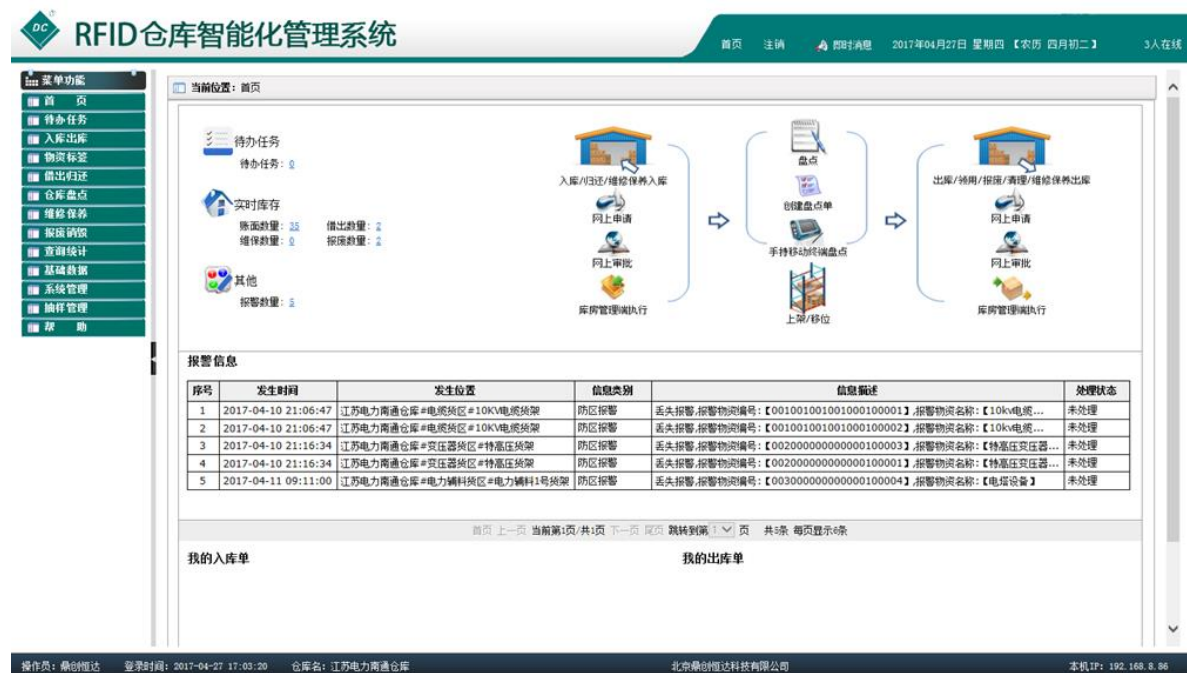 DC
RFID仓库智能化管理系统
首页 注销 即时消息 2017年04月27日 星期四 【农历 四月初二】 3人在线
菜单功能
首 页
待办任务
入库出库
物资标签
借出归还
仓库盘点
维修保养
报废销毁
查询统计
基础数据
系统管理
抽样管理
帮 助
当前位置：首页
待办任务
待办任务：0
实时库存
账面数量：35 借出数量：2
维保数量：0 报废数量：2
其他
报警数量：5
入库/归还/维修保养入库
网上申请
网上审批
库房管理端执行
盘点
创建盘点单
手持移动终端盘点
上架/移位
出库/领用/报废/清理/维修保养出库
网上申请
网上审批
库房管理端执行
报警信息
序号 发生时间 发生位置 信息类别 信息描述 处理状态
1 2017-04-10 21:06:47 江苏电力南通仓库#电缆货区#10KV电缆货架 防区报警 丢失报警,报警物资编号:【001001001001000100001】,报警物资名称:【10kv电缆... 未处理
2 2017-04-10 21:06:47 江苏电力南通仓库#电缆货区#10KV电缆货架 防区报警 丢失报警,报警物资编号:【001001001001000100002】,报警物资名称:【10kv电缆... 未处理
3 2017-04-10 21:16:34 江苏电力南通仓库#变压器货区#特高压货架 防区报警 丢失报警,报警物资编号:【002000000000000100003】,报警物资名称:【特高压变压器... 未处理
4 2017-04-10 21:16:34 江苏电力南通仓库#变压器货区#特高压货架 防区报警 丢失报警,报警物资编号:【002000000000000100001】,报警物资名称:【特高压变压器... 未处理
5 2017-04-11 09:11:00 江苏电力南通仓库#电力辅料货区#电力辅料1号货架 防区报警 丢失报警,报警物资编号:【003000000000000100004】,报警物资名称:【电塔设备】 未处理
首页 上一页 当前第1页/共1页 下一页 尾页 跳转到第 1 页 共5条 每页显示6条
我的入库单 我的出库单
操作员：鼎创恒达 登录时间：2017-04-27 17:03:20 仓库名：江苏电力南通仓库 北京鼎创恒达科技有限公司 本机IP：192.168.8.86